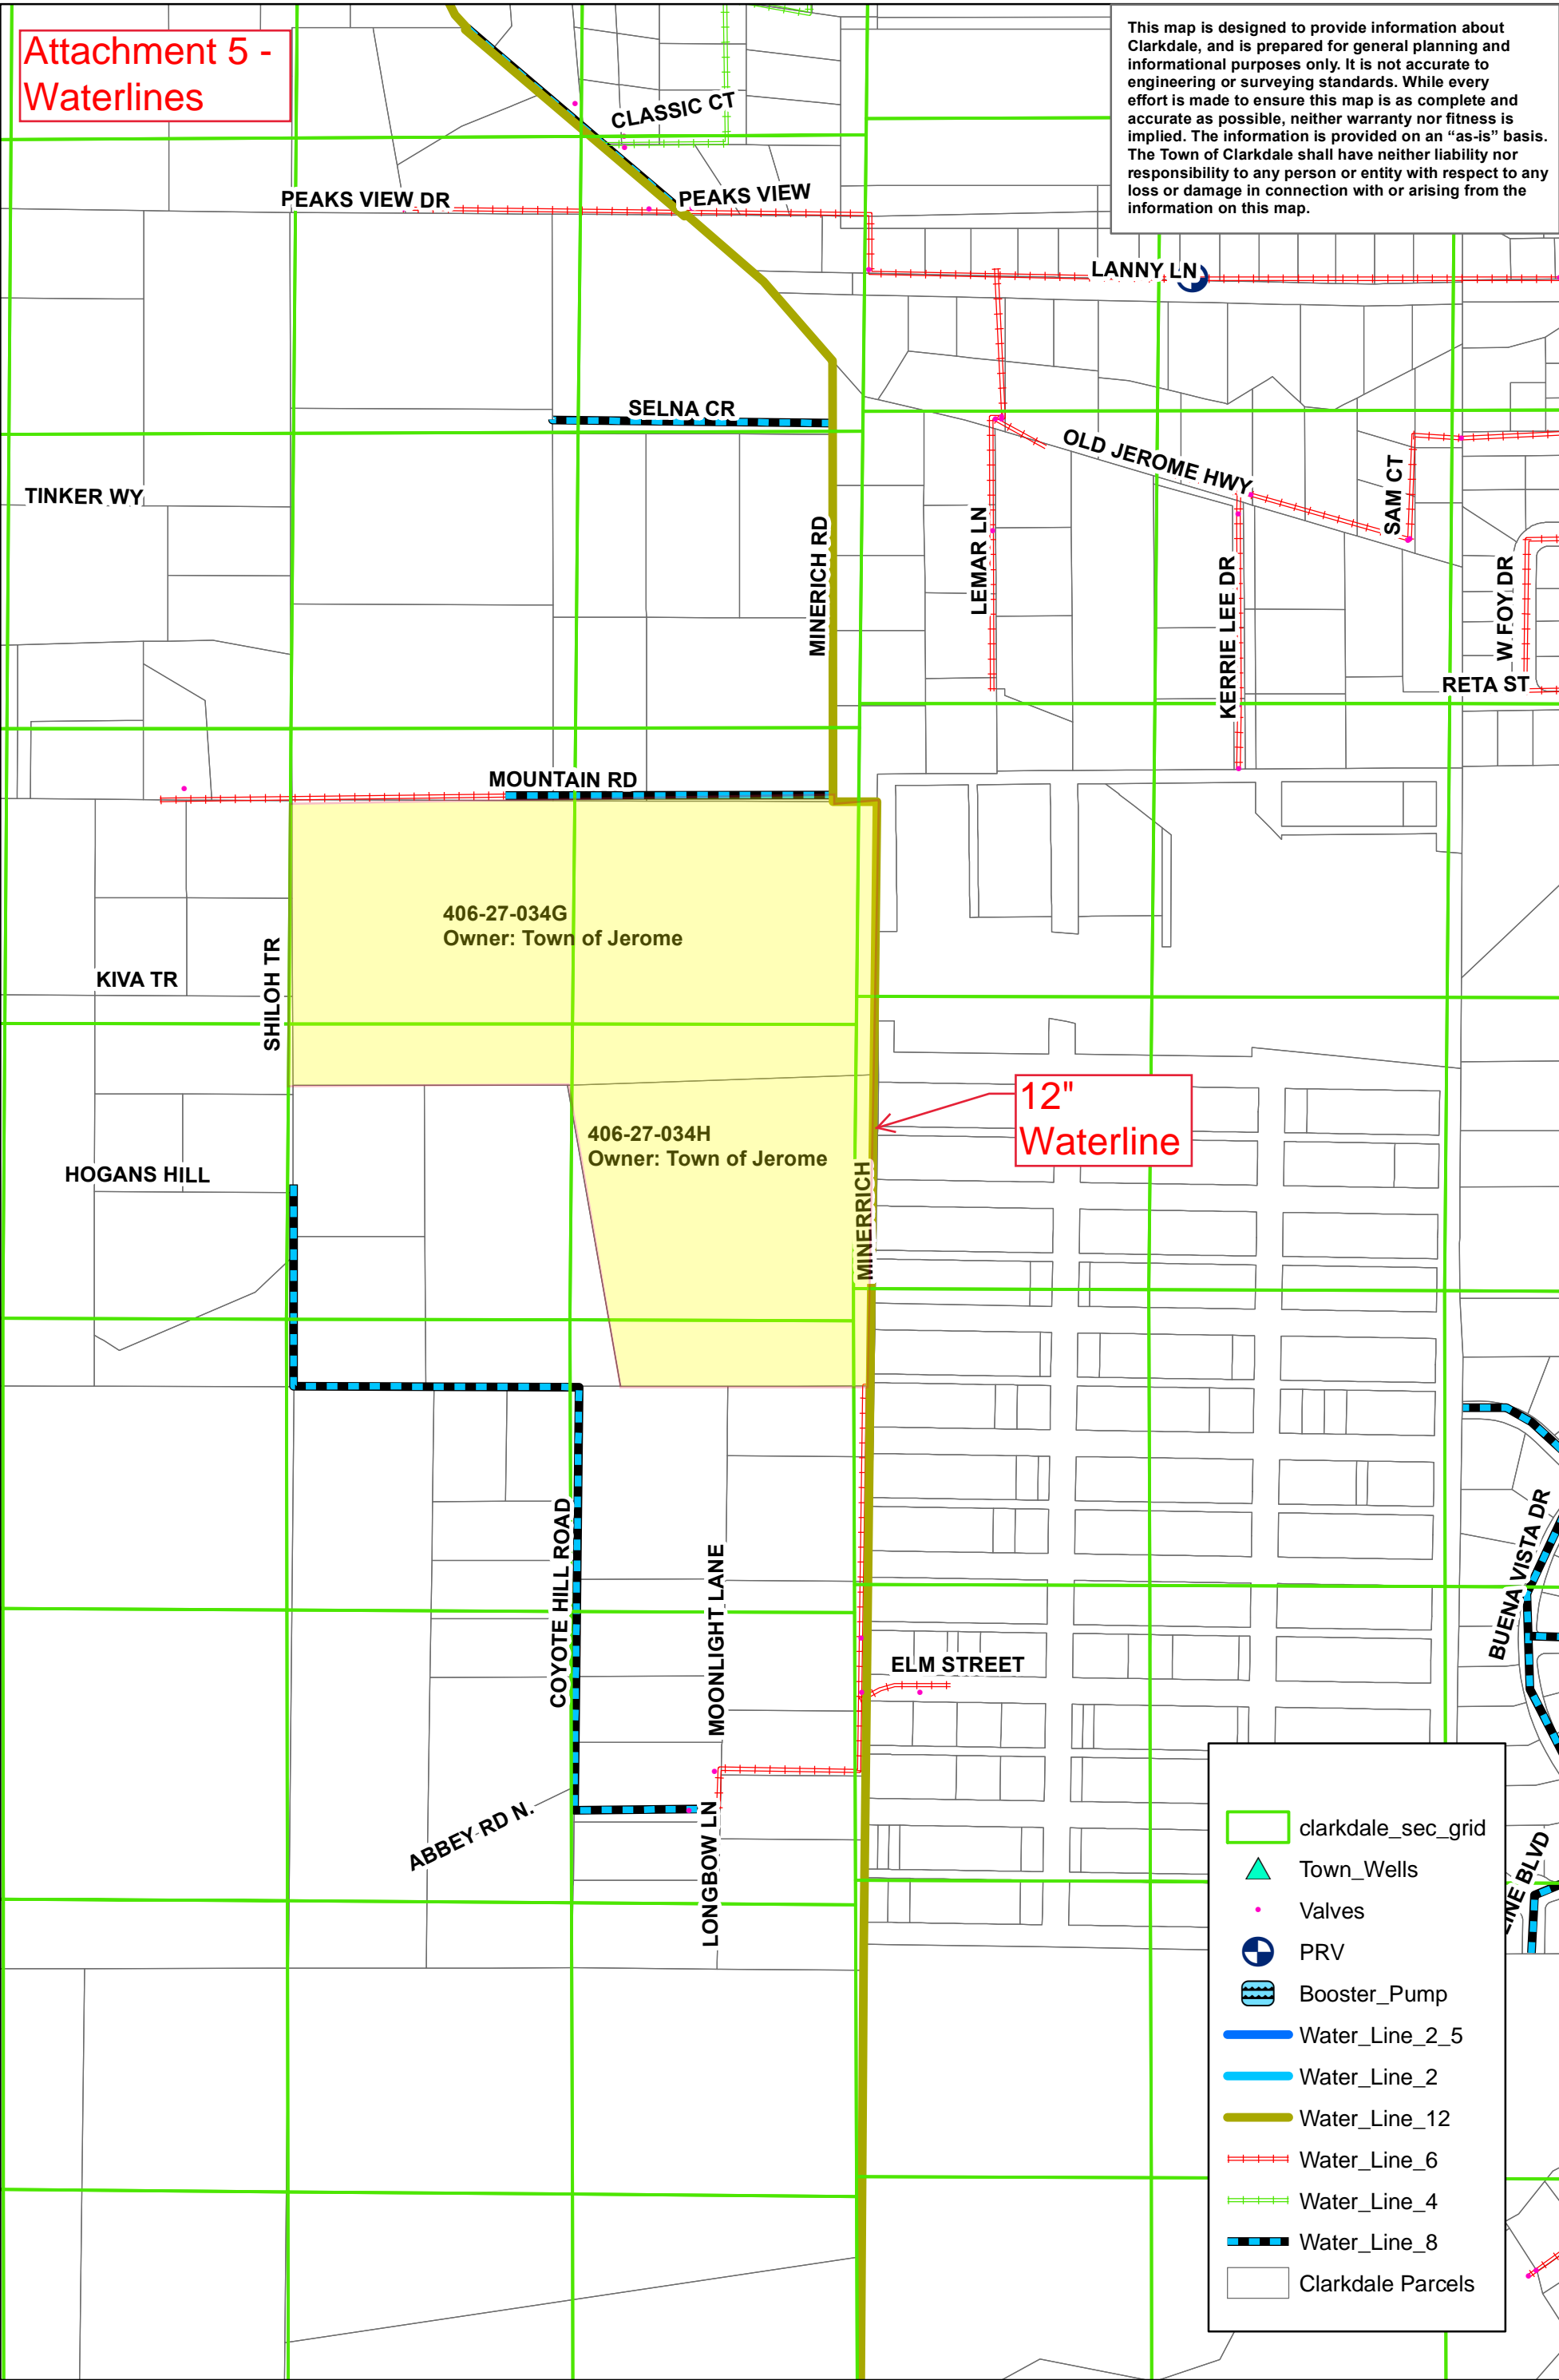 Attachment 5 -
Waterlines
This map is designed to provide information about
Clarkdale, and is prepared for general planning and
informational purposes only. It is not accurate to
engineering or surveying standards. While every
effort is made to ensure this map is as complete and
accurate as possible, neither warranty nor fitness is
implied. The information is provided on an “as-is” basis.
The Town of Clarkdale shall have neither liability nor
responsibility to any person or entity with respect to any
loss or damage in connection with or arising from the
information on this map.
CLASSIC CT
PEAKS VIEW DR
PEAKS VIEW
LANNY LN
SELNA CR
OLD JEROME HWY
TINKER WY
MINERICH RD
LEMAR LN
KERRIE LEE DR
SAM CT
W FOY DR
RETA ST
MOUNTAIN RD
406-27-034G
Owner: Town of Jerome
KIVA TR
SHILOH TR
12"
Waterline
406-27-034H
Owner: Town of Jerome
HOGANS HILL
MINERRICH
COYOTE HILL ROAD
MOONLIGHT LANE
BUENA VISTA DR
ELM STREET
ABBEY RD N.
LONGBOW LN
LINE BLVD
clarkdale_sec_grid
Town_Wells
Valves
PRV
Booster_Pump
Water_Line_2_5
Water_Line_2
Water_Line_12
Water_Line_6
Water_Line_4
Water_Line_8
Clarkdale Parcels